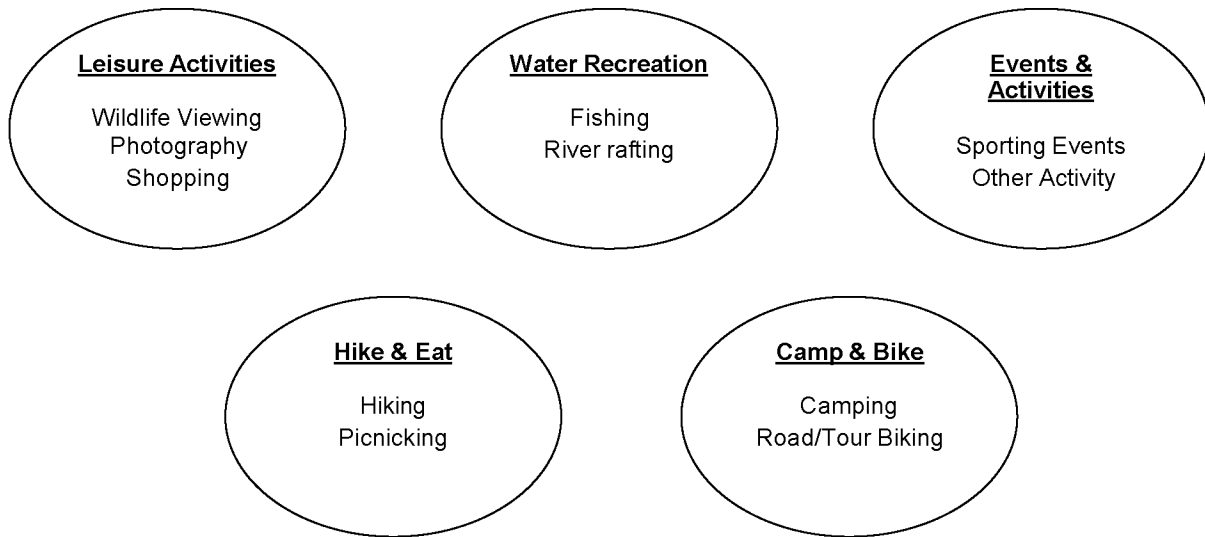 Leisure Activities
Wildlife Viewing
Photography
Shopping
Water Recreation
Fishing
River rafting
Events &
Activities
Sporting Events
Other Activity
Hike & Eat
Hiking
Picnicking
Camp & Bike
Camping
Road/Tour Biking